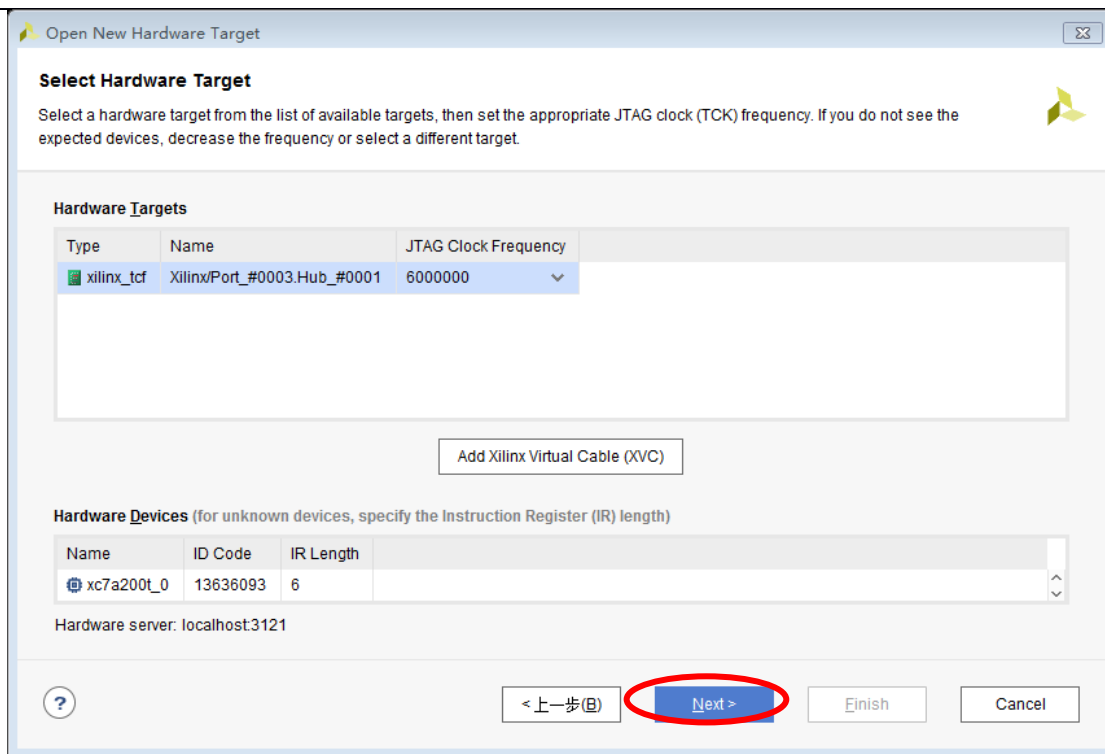 Open New Hardware Target
Select Hardware Target
Select a hardware target from the list of available targets, then set the appropriate JTAG clock (TCK) frequency. If you do not see the
expected devices, decrease the frequency or select a different target.
Hardware Targets
Type Name JTAG Clock Frequency
xilinx_tcf Xilinx/Port_#0003.Hub_#0001 6000000
Add Xilinx Virtual Cable (XVC)
Hardware Devices (for unknown devices, specify the Instruction Register (IR) length)
Name ID Code IR Length
xc7a200t_0 13636093 6
Hardware server: localhost:3121
? <上一步(B) Next > Finish Cancel